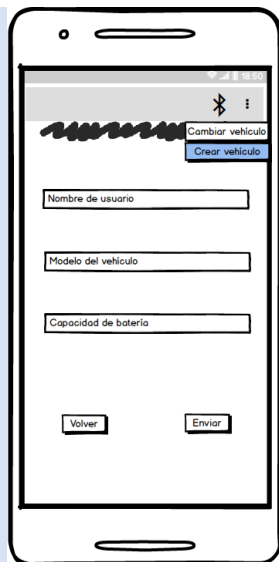 18:50
Cambiar vehículo
Crear vehículo
Nombre de usuario
Modelo del vehículo
Capacidad de batería
Volver
Enviar